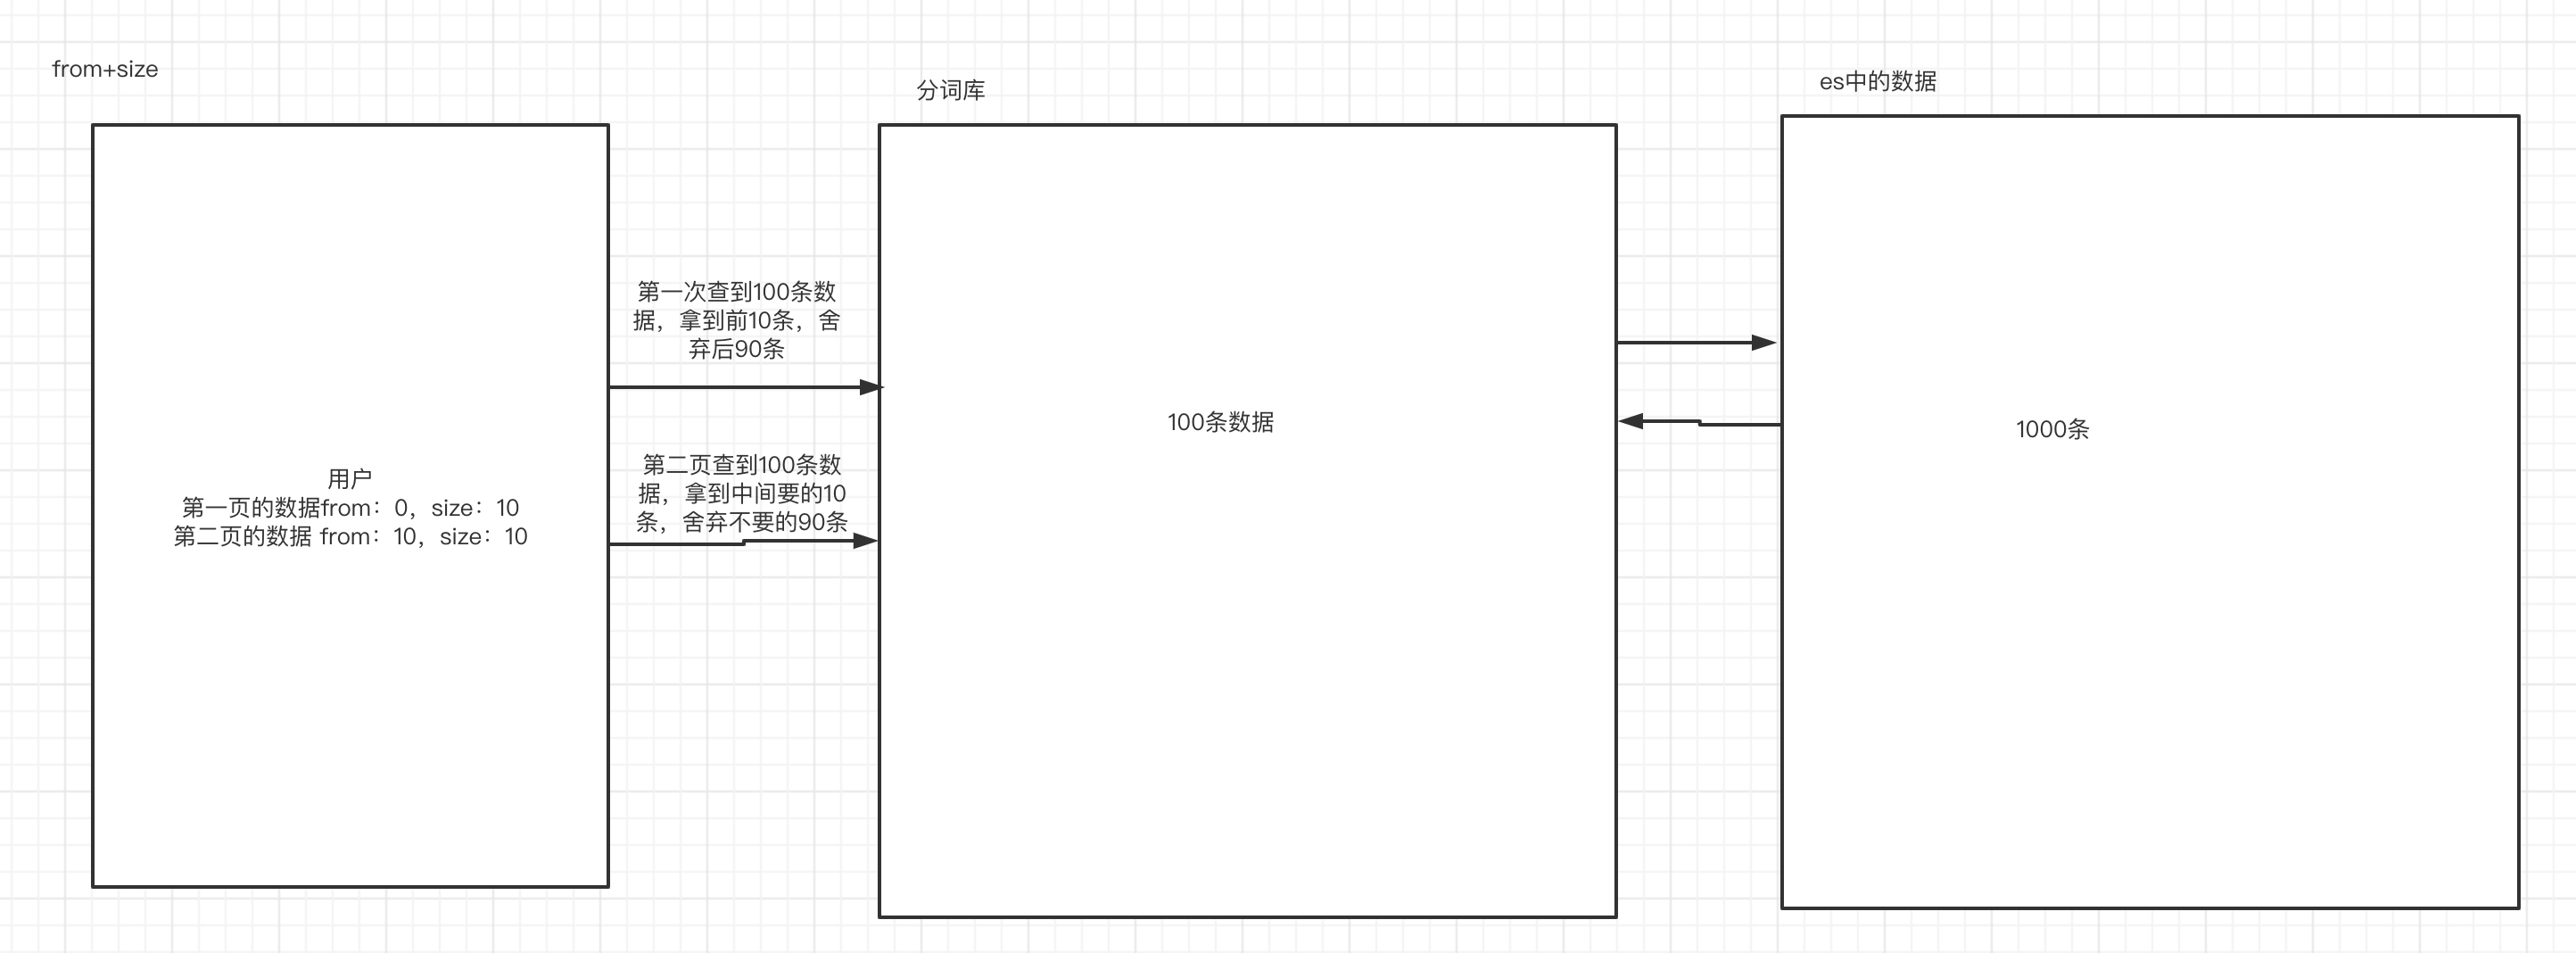 from+size
分词库
es中的数据
第一次查到100条数
据，拿到前10条，舍
弃后90条
100条数据
1000条
第二页查到100条数
据，拿到中间要的10
条，舍弃不要的90条
用户
第一页的数据from：0，size：10
第二页的数据 from：10，size：10